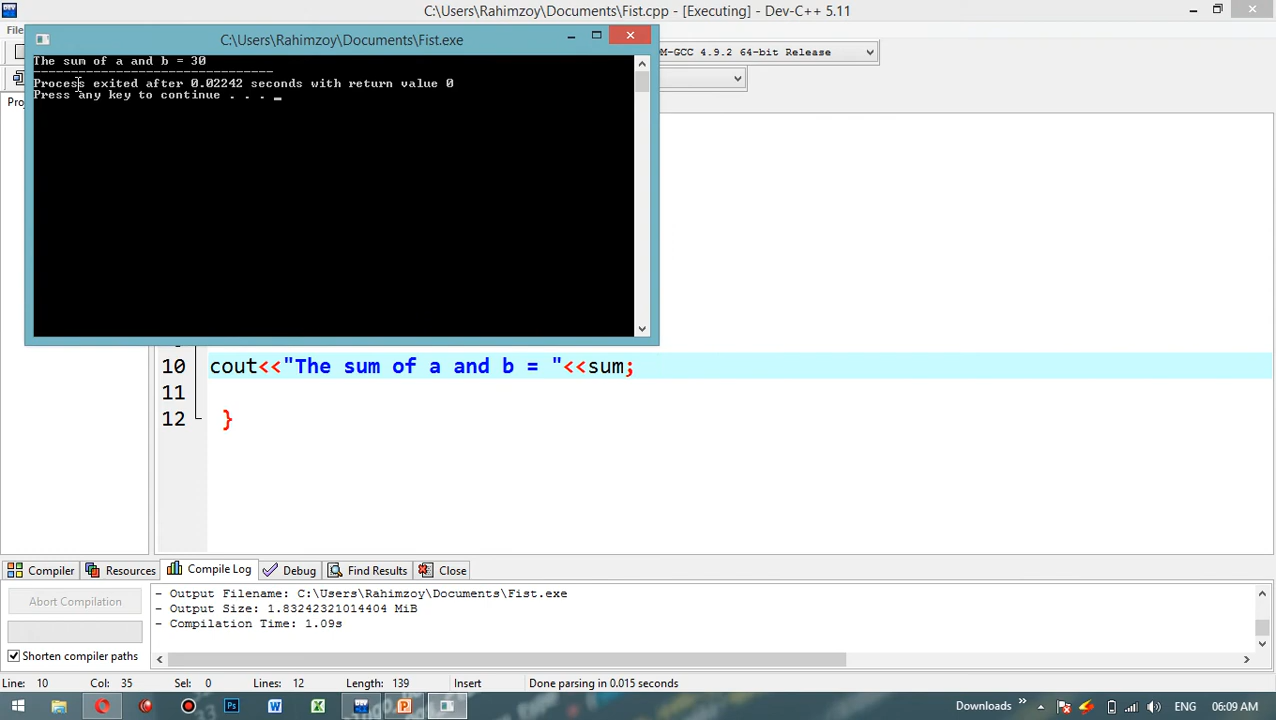 C:\Users\Rahimzoy\Documents\Fist.cpp - [Executing] - Dev-C++ 5.11
C:\Users\Rahimzoy\Documents\Fist.exe
The sum of a and b = 30
--------------------------------
Process exited after 0.02242 seconds with return value 0
Press any key to continue . . . _
M-GCC 4.9.2 64-bit Release
10 cout<<"The sum of a and b = "<<sum;
11
12 }
Compiler Resources Compile Log Debug Find Results Close
Abort Compilation
Shorten compiler paths
- Output Filename: C:\Users\Rahimzoy\Documents\Fist.exe
- Output Size: 1.83242321014404 MiB
- Compilation Time: 1.09s
Line: 10 Col: 35 Sel: 0 Lines: 12 Length: 139 Insert Done parsing in 0.015 seconds
Downloads » ENG 06:09 AM